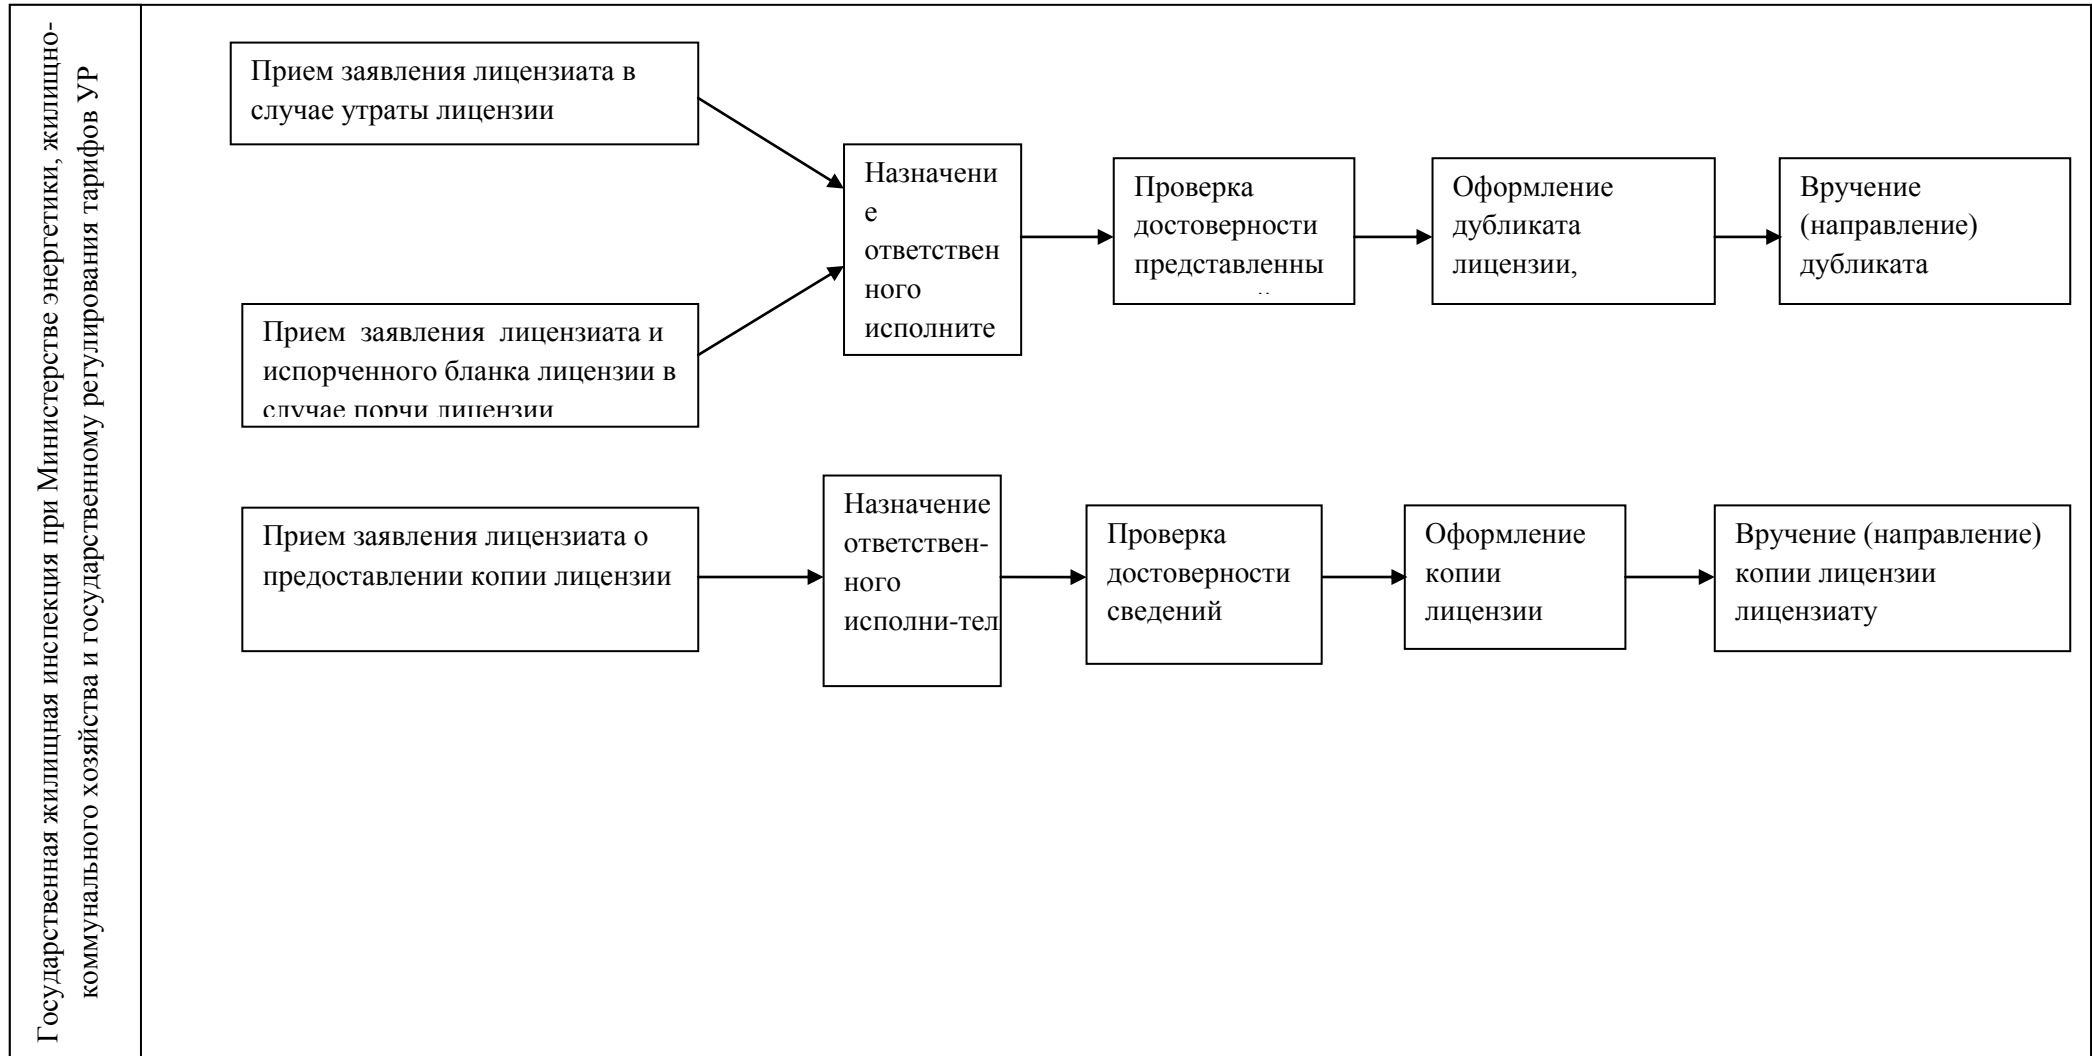 Государственная жилищная инспекция при Министерстве энергетики, жилищно-
коммунального хозяйства и государственному регулирования тарифов УР
Прием заявления лицензиата в
случае утраты лицензии
Прием заявления лицензиата и
испорченного бланка лицензии в
случае порчи лицензии
Назначени
е
ответствен
ного
исполните
Проверка
достоверности
представленны
Оформление
дубликата
лицензии,
Вручение
(направление)
дубликата
Прием заявления лицензиата о
предоставлении копии лицензии
Назначение
ответствен-
ного
исполни-тел
Проверка
достоверности
сведений
Оформление
копии
лицензии
Вручение (направление)
копии лицензии
лицензиату